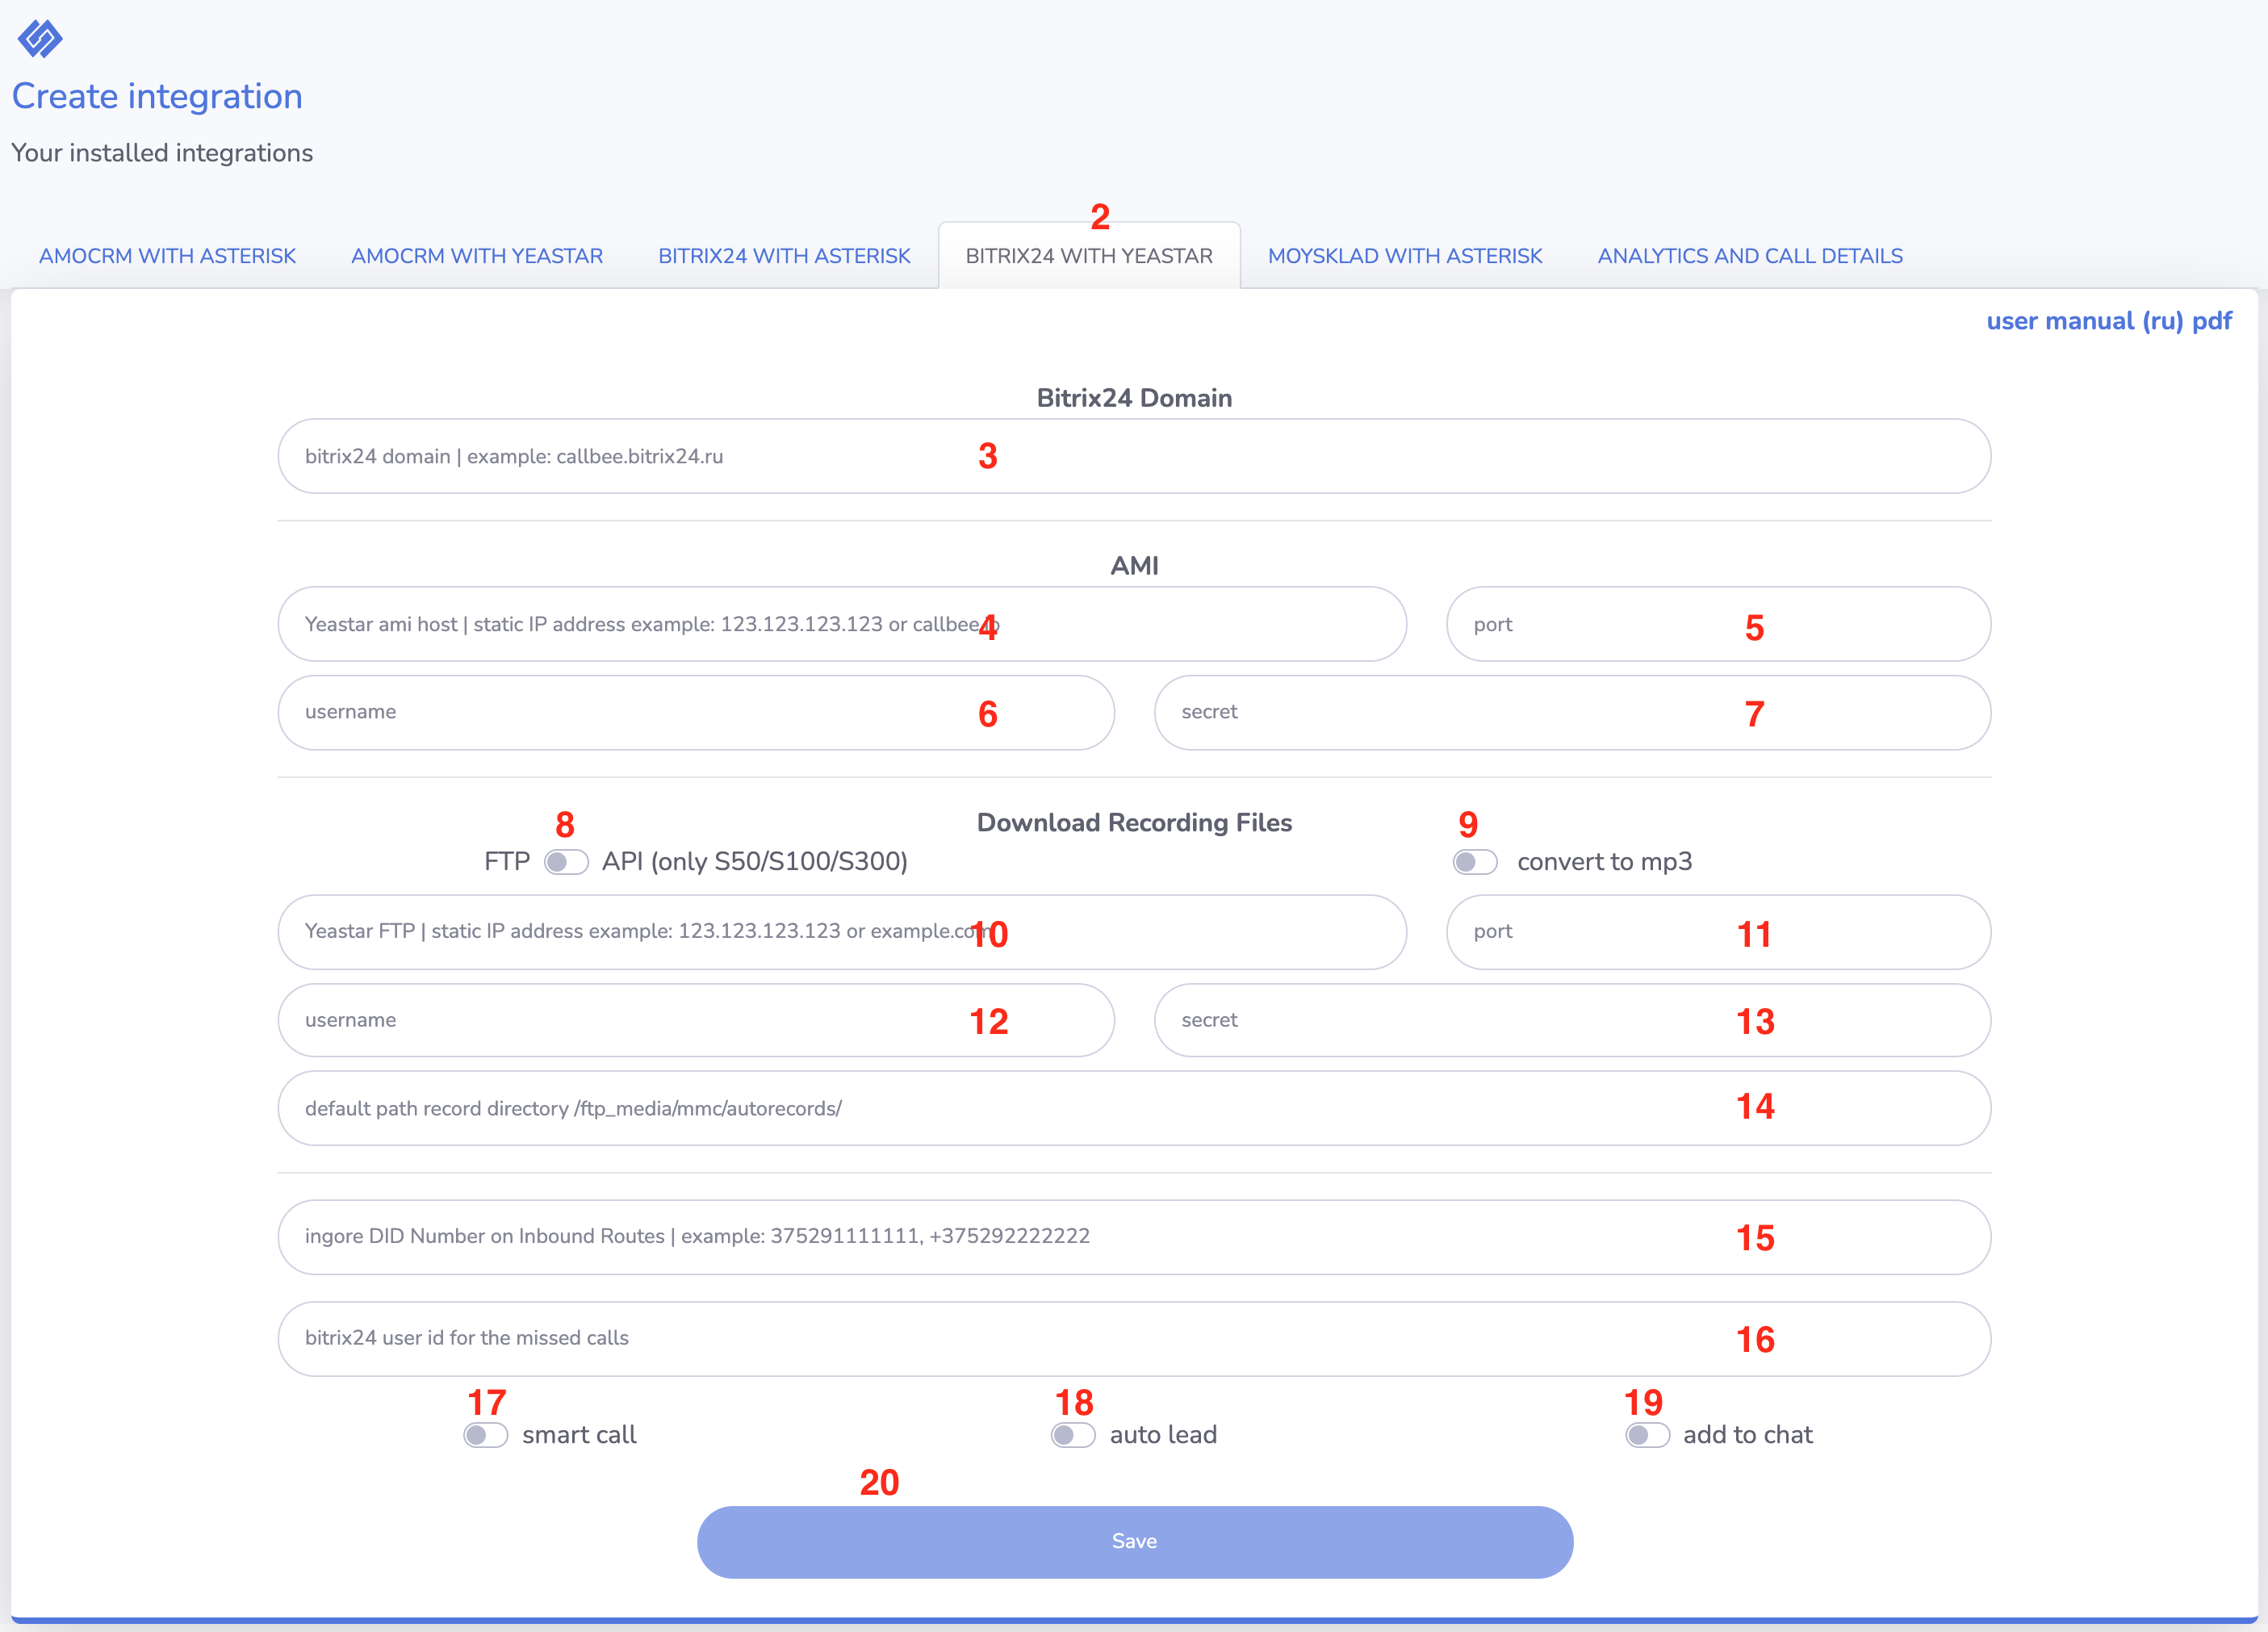 Create integration
Your installed integrations
2
AMOCRM WITH ASTERISK AMOCRM WITH YEASTAR BITRIX24 WITH ASTERISK BITRIX24 WITH YEASTAR MOYSKLAD WITH ASTERISK ANALYTICS AND CALL DETAILS
user manual (ru) pdf
Bitrix24 Domain
bitrix24 domain | example: callbee.bitrix24.ru 3
AMI
Yeastar ami host | static IP address example: 123.123.123.123 or 4
port 5
username 6
secret 7
8 Download Recording Files 9
FTP API (only S50/S100/S300) convert to mp3
Yeastar FTP | static IP address example: 123.123.123.123 or example.com 10
port 11
username 12
secret 13
default path record directory /ftp_media/mmc/autorecords/ 14
ingore DID Number on Inbound Routes | example: 375291111111, +375292222222 15
bitrix24 user id for the missed calls 16
17 18 19
smart call auto lead add to chat
20
Save